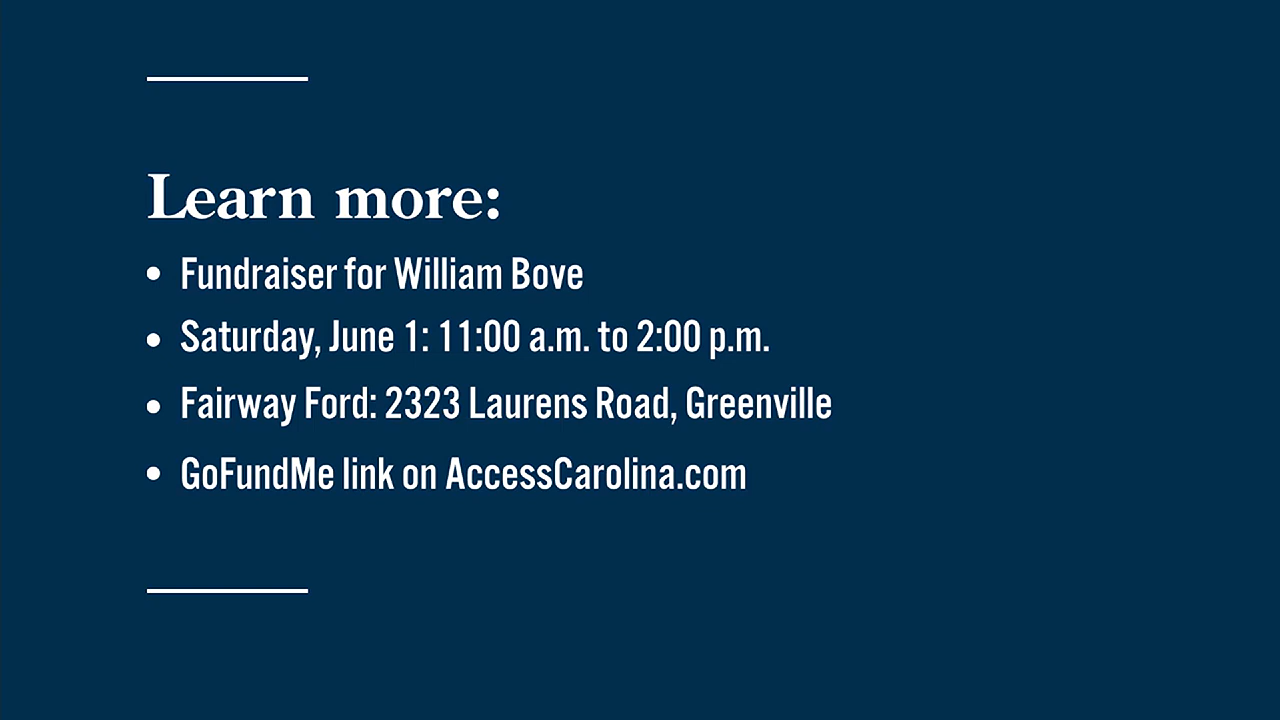 Learn more:
• Fundraiser for William Bove
• Saturday, June 1: 11:00 a.m. to 2:00 p.m.
• Fairway Ford: 2323 Laurens Road, Greenville
• GoFundMe link on AccessCarolina.com